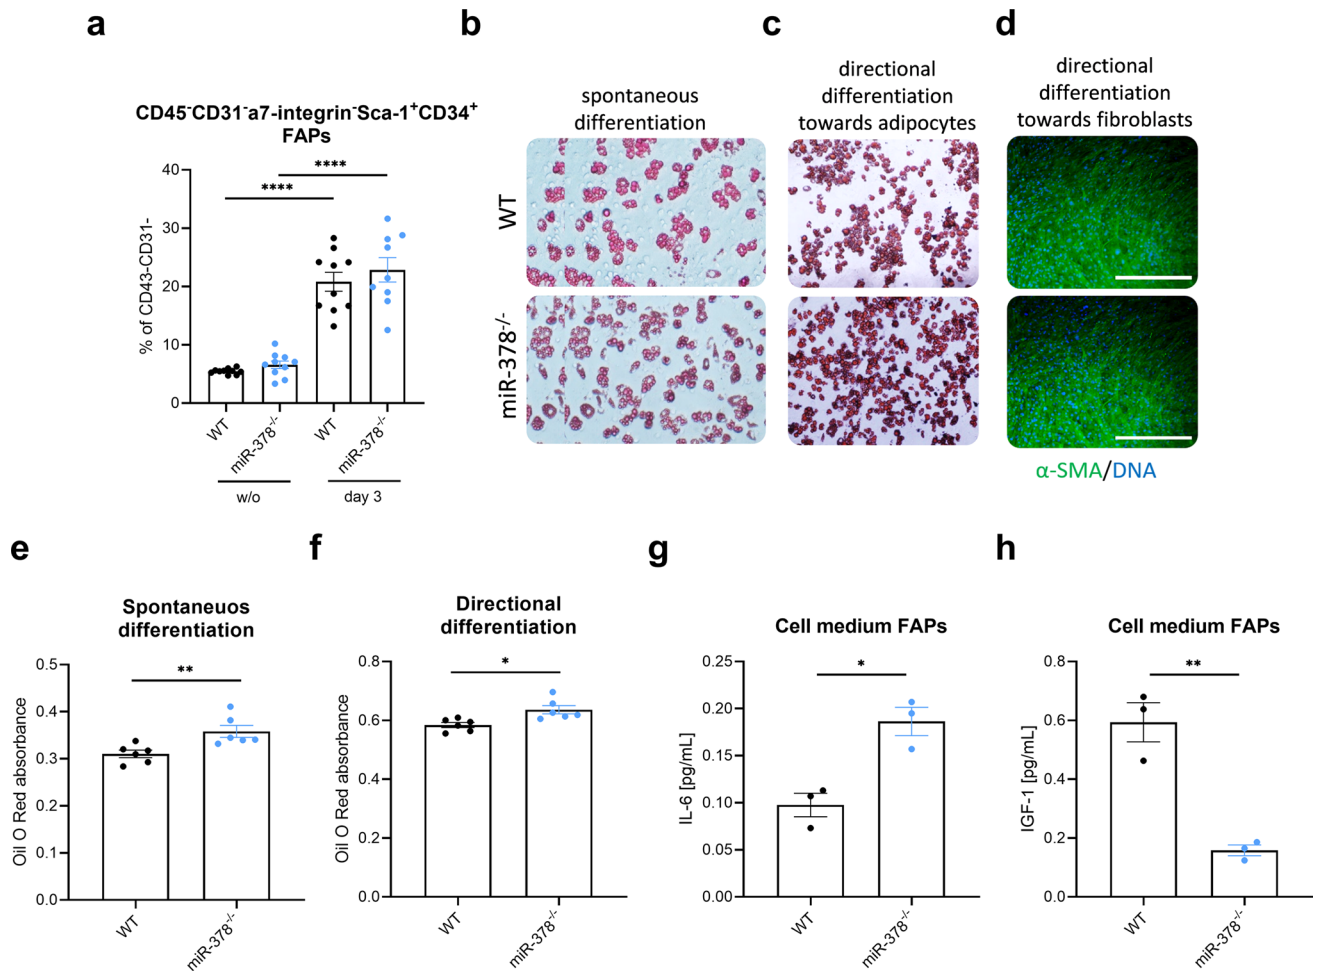 a
CD45-CD31-a7-integrin-Sca-1+CD34+
FAPs
% of CD43-CD31-
40
30
20
10
0
****
****
WT
miR-378-/-
WT
miR-378-/-
w/o
day 3
b
spontaneous
differentiation
WT
miR-378-/-
c
directional
differentiation
towards adipocytes
d
directional
differentiation
towards fibroblasts
α-SMA/DNA
e
Spontaneuos
differentiation
Oil O Red absorbance
0.5
0.4
0.3
0.2
0.1
0.0
**
WT
miR-378-/-
f
Directional
differentiation
Oil O Red absorbance
0.8
0.6
0.4
0.2
0.0
*
WT
miR-378-/-
g
Cell medium FAPs
IL-6 [pg/mL]
0.25
0.20
0.15
0.10
0.05
0.00
*
WT
miR-378-/-
h
Cell medium FAPs
IGF-1 [pg/mL]
0.8
0.6
0.4
0.2
0.0
**
WT
miR-378-/-